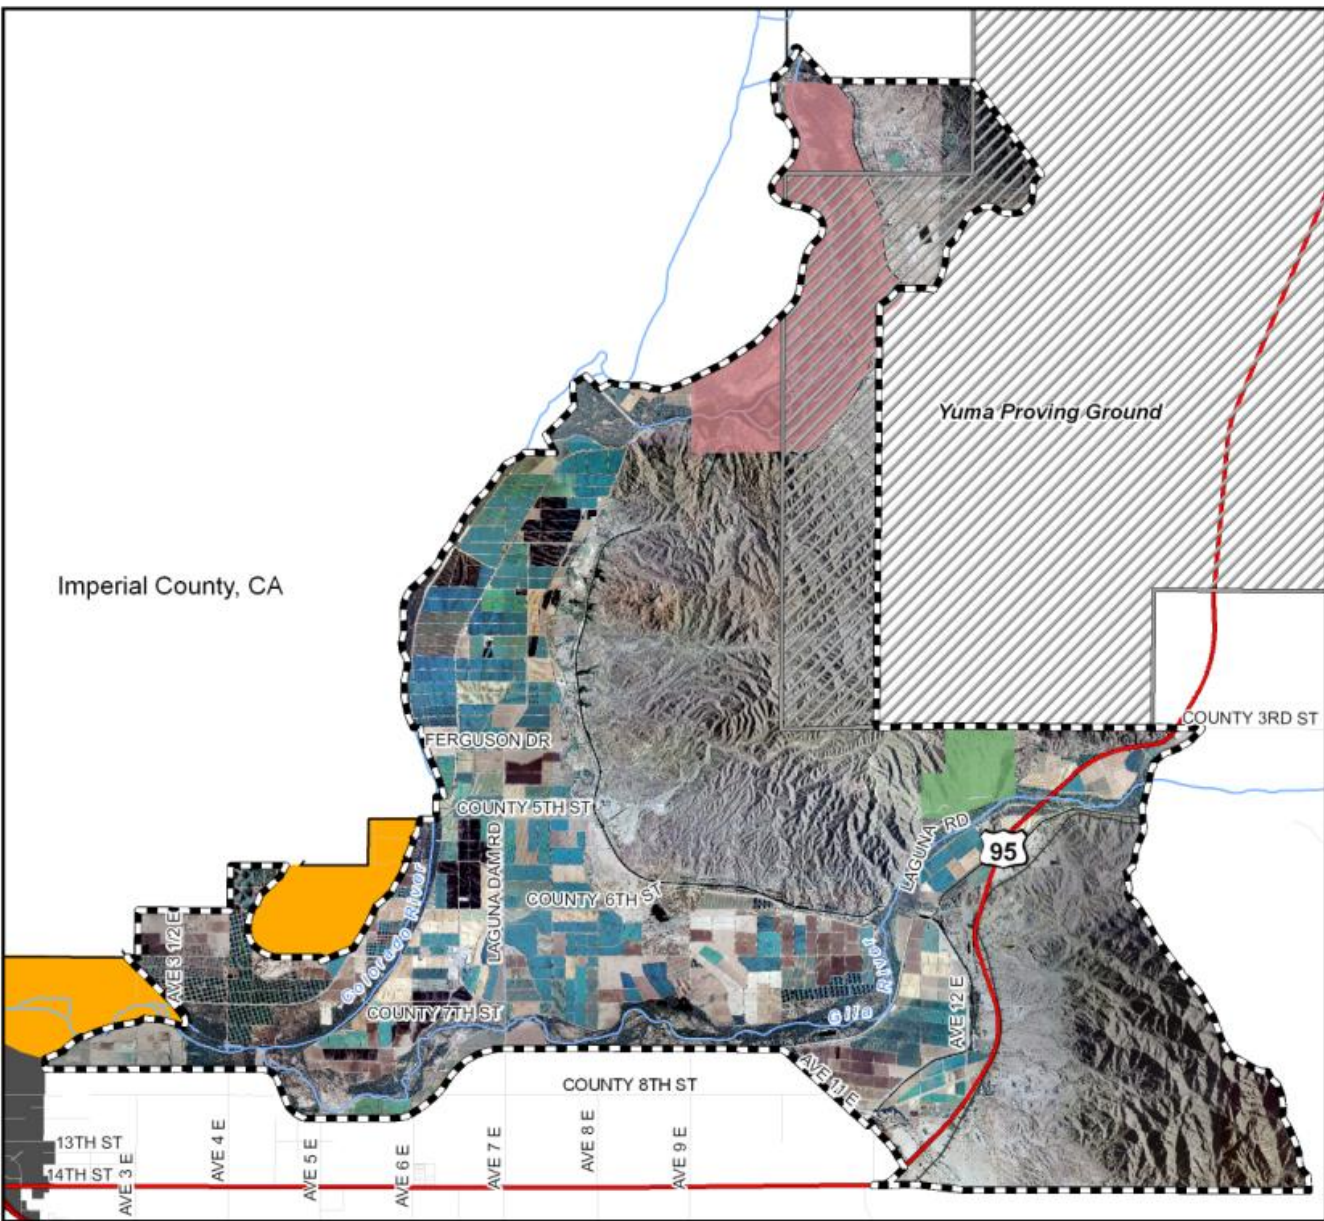 Yuma Proving Ground
Imperial County, CA
COUNTY 3RD ST
FERGUSON DR
COUNTY 5TH ST
LAGUNA RD
95
LAGUNA DAM RD
COUNTY 6TH ST
Colorado River
AVE 3 1/2 E
Gila River
AVE 12 E
COUNTY 7TH ST
AVE 11 E
COUNTY 8TH ST
13TH ST
14TH ST
AVE 3 E
AVE 4 E
AVE 5 E
AVE 6 E
AVE 7 E
AVE 8 E
AVE 9 E